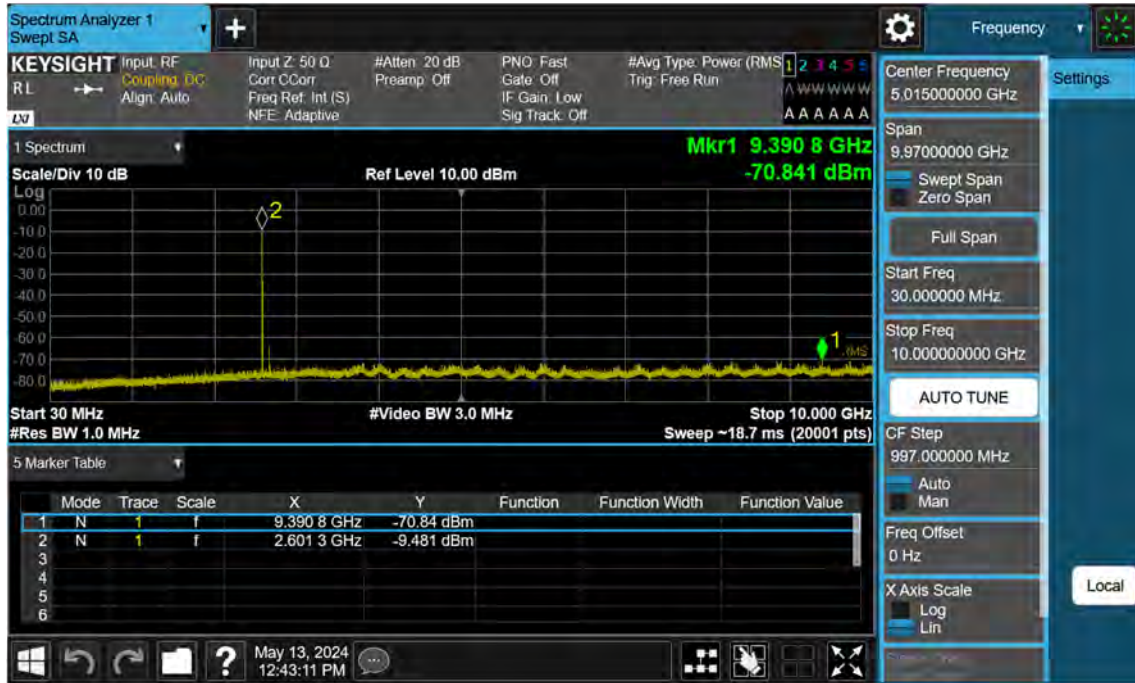 Spectrum Analyzer 1
Swept SA
+
Frequency
KEYSIGHT
RL
LXI
Input: RF
Coupling: DC
Align: Auto
Input Z: 50 Ω
Corr CCorr
Freq Ref: Int (S)
NFE: Adaptive
#Atten: 20 dB
Preamp: Off
PNO: Fast
Gate: Off
IF Gain: Low
Sig Track: Off
#Avg Type: Power (RMS
Trig: Free Run
1 2 3 4 5 6
A W W W W W
A A A A A A
1 Spectrum
Scale/Div 10 dB
Ref Level 10.00 dBm
Mkr1 9.390 8 GHz
-70.841 dBm
Log
0.00
-10.0
-20.0
-30.0
-40.0
-50.0
-60.0
-70.0
-80.0
2
1
RMS
Start 30 MHz
#Video BW 3.0 MHz
Stop 10.000 GHz
#Res BW 1.0 MHz
Sweep ~18.7 ms (20001 pts)
5 Marker Table
Mode Trace Scale X Y Function Function Width Function Value
1 N 1 f 9.390 8 GHz -70.84 dBm
2 N 1 f 2.601 3 GHz -9.481 dBm
3
4
5
6
?
May 13, 2024
12:43:11 PM
Center Frequency
5.015000000 GHz
Span
9.97000000 GHz
Swept Span
Zero Span
Full Span
Start Freq
30.000000 MHz
Stop Freq
10.000000000 GHz
AUTO TUNE
CF Step
997.000000 MHz
Auto
Man
Freq Offset
0 Hz
X Axis Scale
Log
Lin
Settings
Local